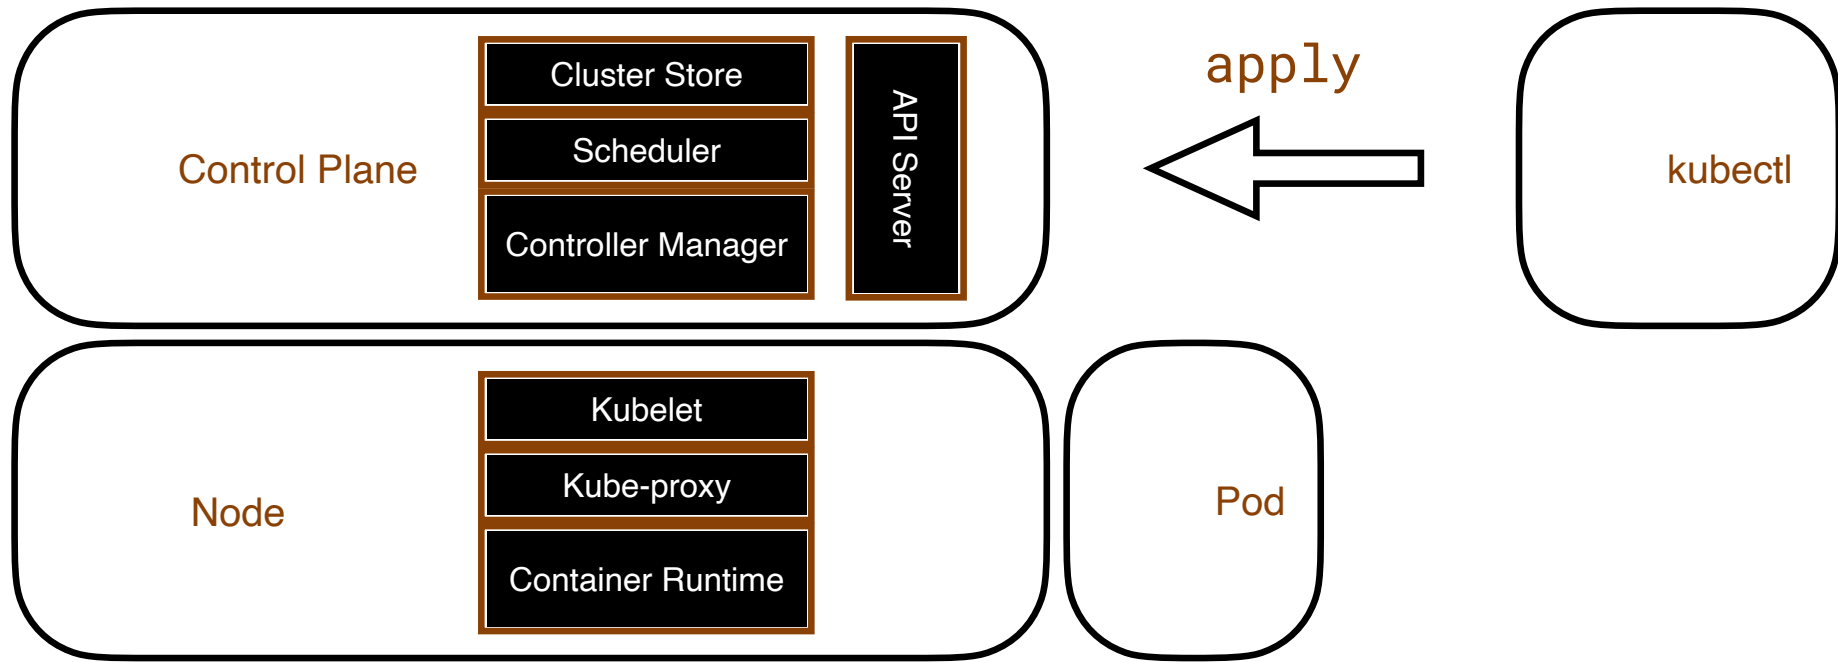 Control Plane
Cluster Store
Scheduler
Controller Manager
API Server
apply
kubectl
Node
Kubelet
Kube-proxy
Container Runtime
Pod